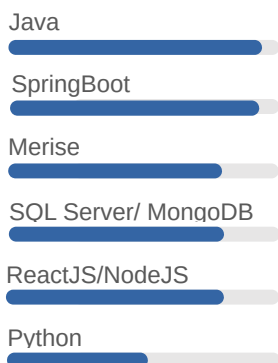 Java
SpringBoot
Merise
SQL Server/ MongoDB
ReactJS/NodeJS
Python